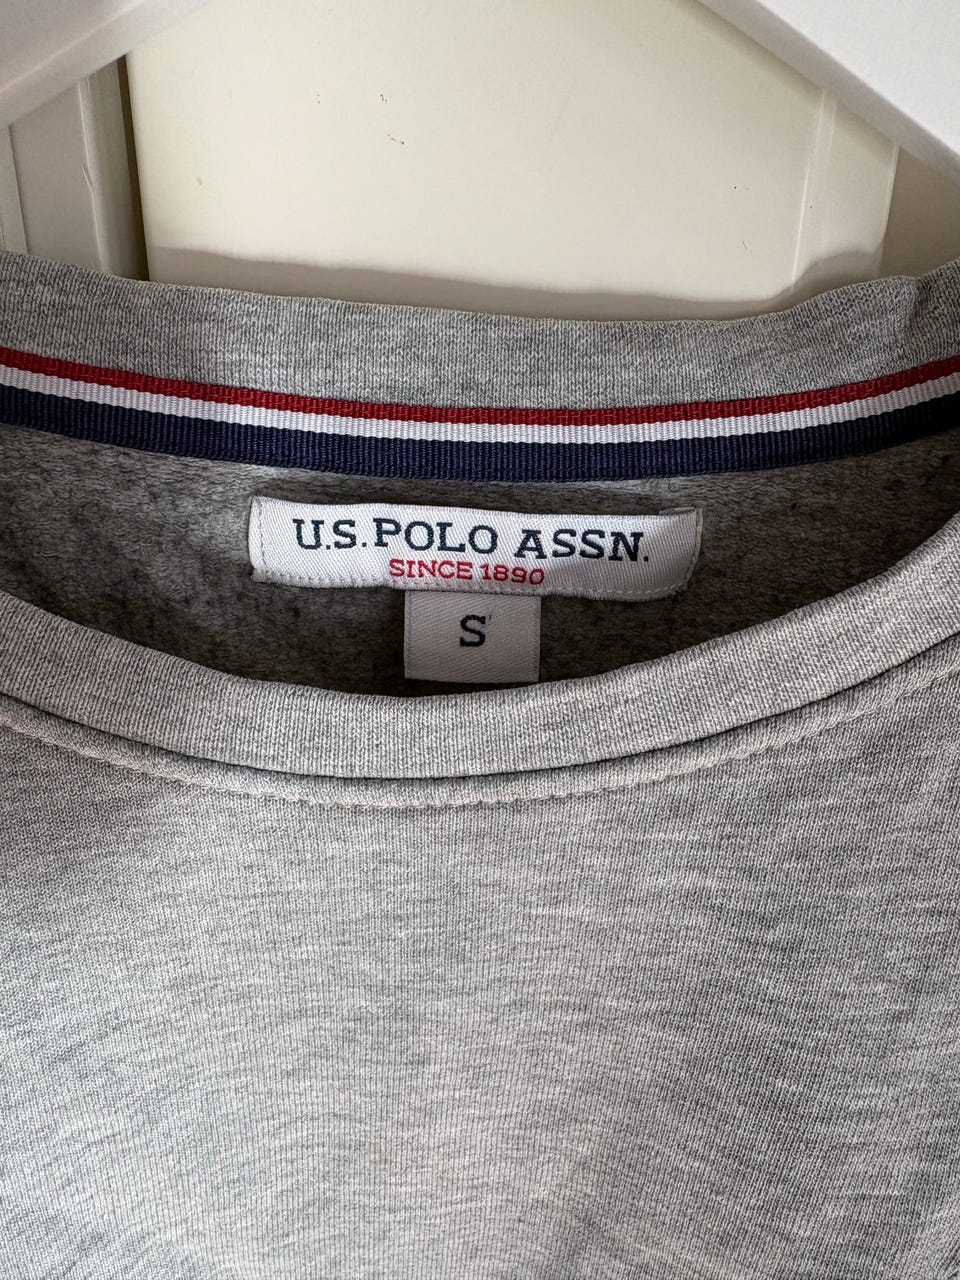 U.S. POLO ASSN.
SINCE 1890
S